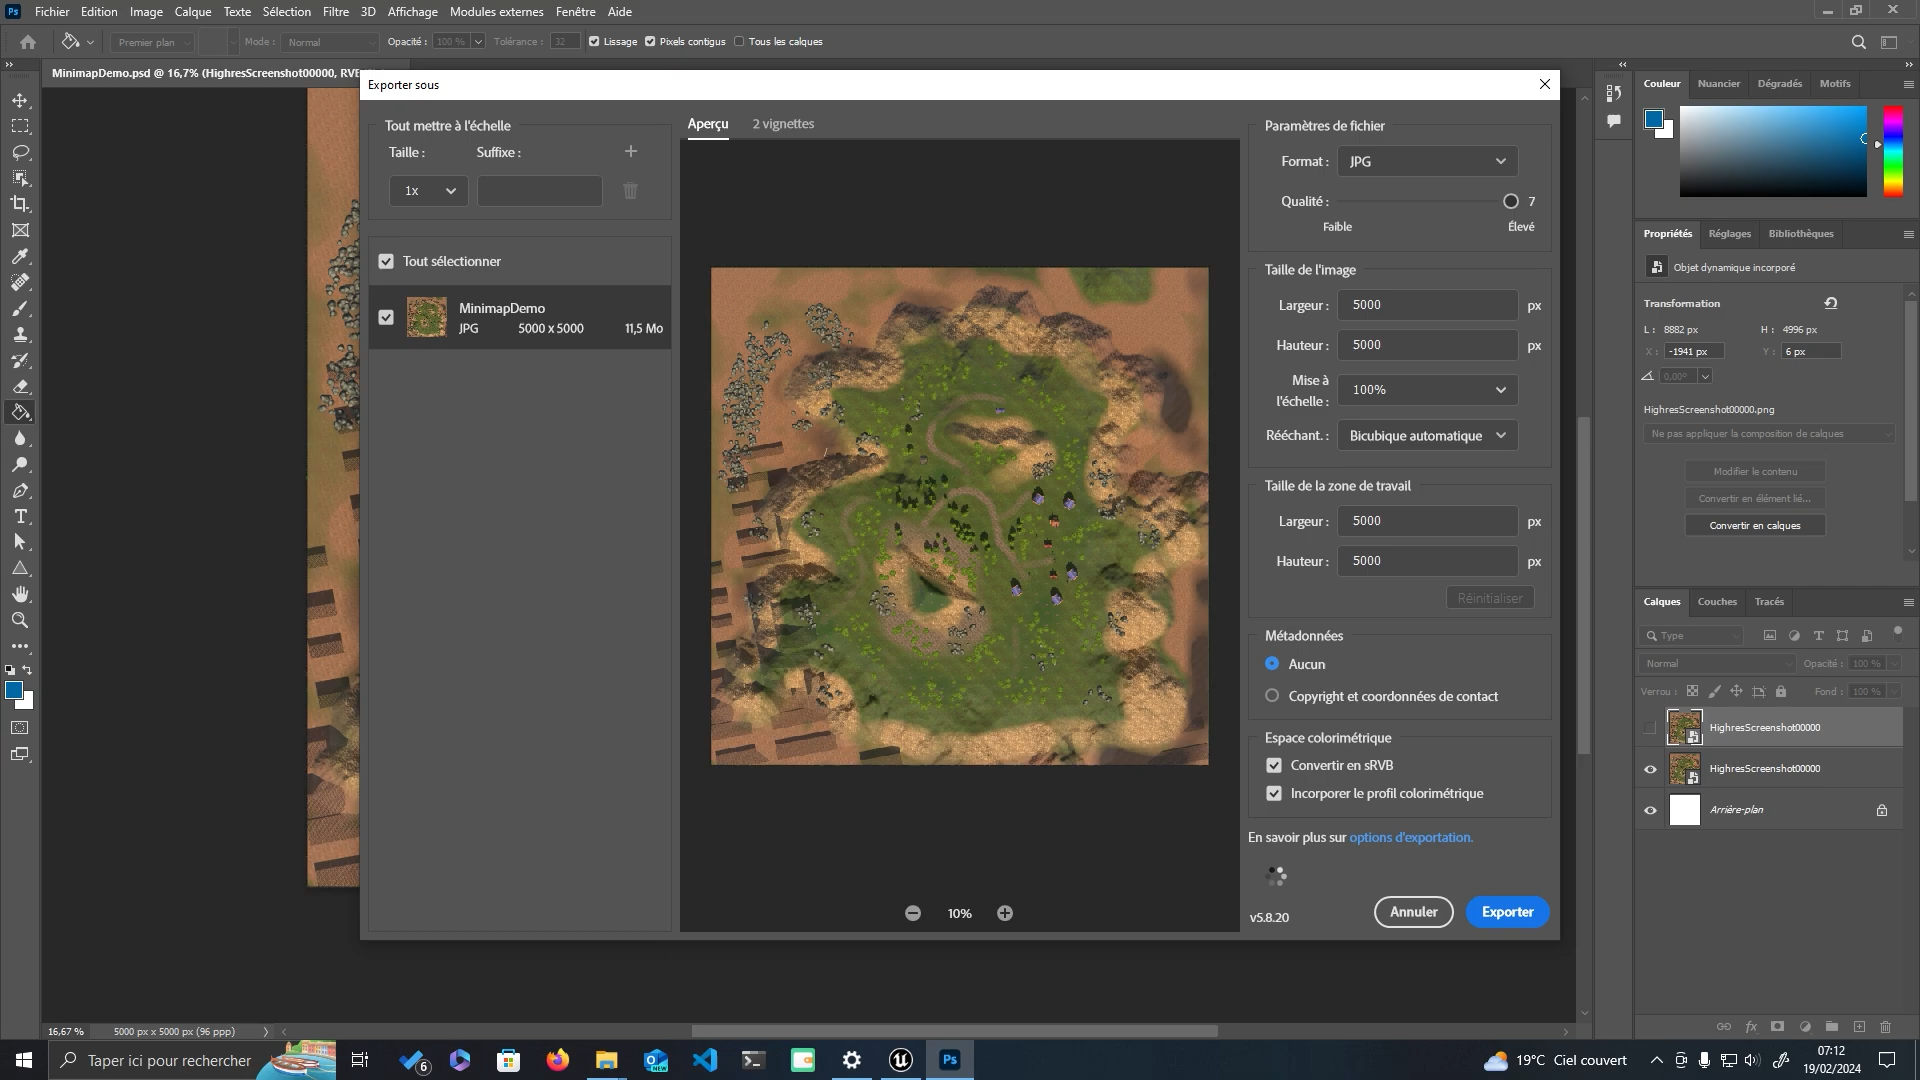 Ps Fichier Edition Image Calque Texte Sélection Filtre 3D Affichage Modules externes Fenêtre Aide
Premier plan Mode : Normal Opacité : 100 % Tolérance : 32 Lissage Pixels contigus Tous les calques
MinimapDemo.psd @ 16,7% (HighresScreenshot00000, RVB
Exporter sous
Tout mettre à l'échelle
Taille : Suffixe :
1x
Tout sélectionner
MinimapDemo
JPG 5000 x 5000 11,5 Mo
Aperçu 2 vignettes
10%
Paramètres de fichier
Format : JPG
Qualité : 7
Faible Élevé
Taille de l'image
Largeur : 5000 px
Hauteur : 5000 px
Mise à
l'échelle : 100%
Rééchant. : Bicubique automatique
Taille de la zone de travail
Largeur : 5000 px
Hauteur : 5000 px
Réinitialiser
Métadonnées
Aucun
Copyright et coordonnées de contact
Espace colorimétrique
Convertir en sRVB
Incorporer le profil colorimétrique
En savoir plus sur options d'exportation.
v5.8.20 Annuler Exporter
Couleur Nuancier Dégradés Motifs
Propriétés Réglages Bibliothèques
Objet dynamique incorporé
Transformation
L : 8882 px H : 4996 px
X : -1941 px Y : 6 px
0,00°
HighresScreenshot00000.png
Ne pas appliquer la composition de calques
Modifier le contenu
Convertir en élément lié...
Convertir en calques
Calques Couches Tracés
Type
Normal Opacité : 100 %
Verrou : Fond : 100 %
HighresScreenshot00000
HighresScreenshot00000
Arrière-plan
16,67 % 5000 px x 5000 px (96 ppp)
Taper ici pour rechercher 6 NEW Ps 19°C Ciel couvert 07:12
19/02/2024